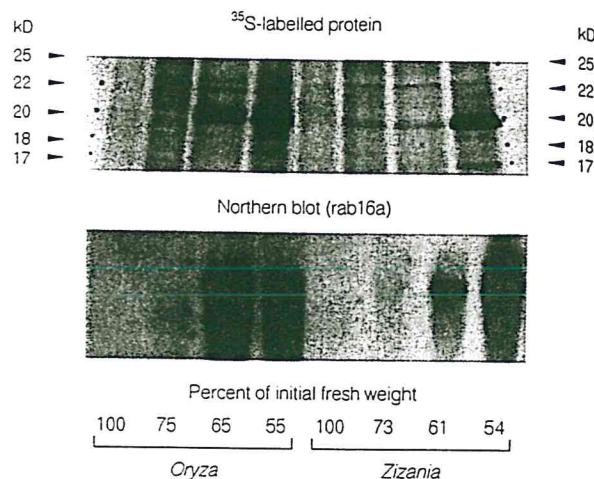 ³⁵S-labelled protein
kD
kD
25
25
22
22
20
20
18
18
17
17
Northern blot (rab16a)
Percent of initial fresh weight
100 75 65 55 100 73 61 54
Oryza Zizania